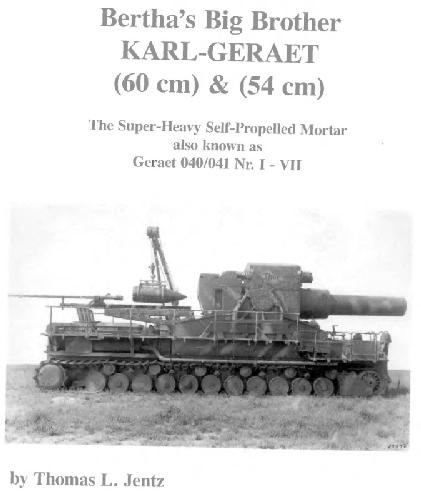 Bertha's Big Brother
KARL-GERAET
(60 cm) & (54 cm)
The Super-Heavy Self-Propelled Mortar
also known as
Geraet 040/041 Nr. I - VII
by Thomas L. Jentz